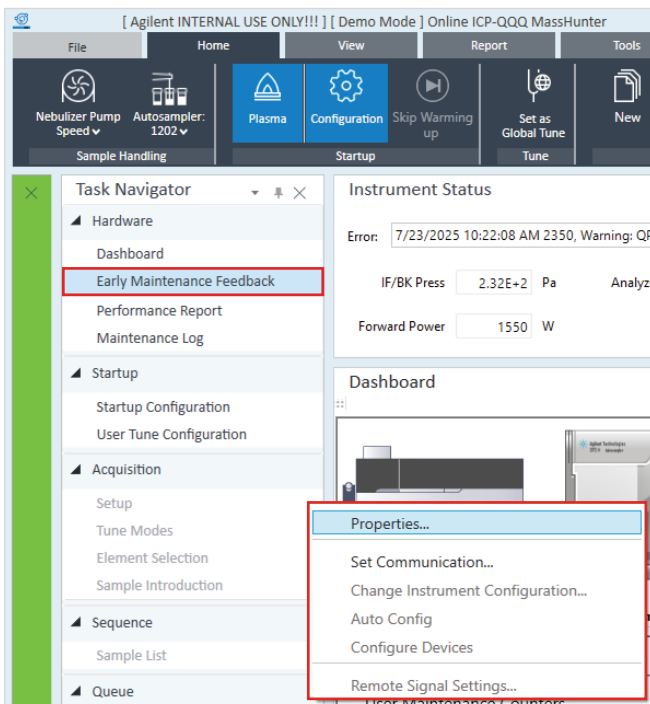 [ Agilent INTERNAL USE ONLY!!! ] [ Demo Mode ] Online ICP-QQQ MassHunter
File Home View Report Tools
Nebulizer Pump Speed
Autosampler: 1202
Plasma
Configuration
Skip Warming up
Set as Global Tune
New
Sample Handling
Startup
Tune
Task Navigator
Hardware
Dashboard
Early Maintenance Feedback
Performance Report
Maintenance Log
Startup
Startup Configuration
User Tune Configuration
Acquisition
Setup
Tune Modes
Element Selection
Sample Introduction
Sequence
Sample List
Queue
Instrument Status
Error: 7/23/2025 10:22:08 AM 2350, Warning: QP
IF/BK Press 2.32E+2 Pa Analyz
Forward Power 1550 W
Dashboard
Agilent Technologies
Properties...
Set Communication...
Change Instrument Configuration...
Auto Config
Configure Devices
Remote Signal Settings...
User Maintenance Counters